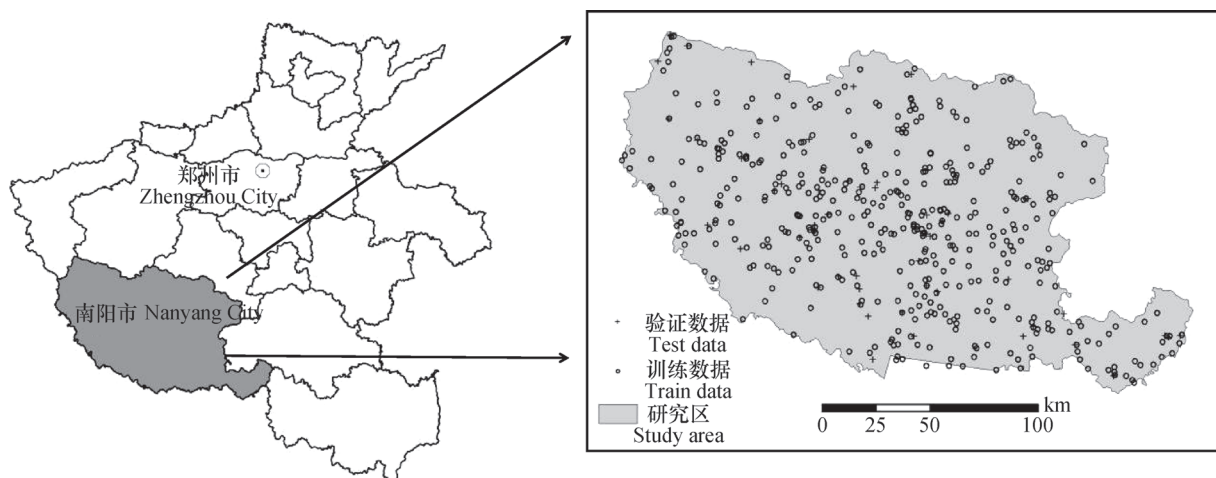 郑州市
Zhengzhou City
南阳市 Nanyang City
验证数据
Test data
训练数据
Train data
研究区
Study area
km
0 25 50 100